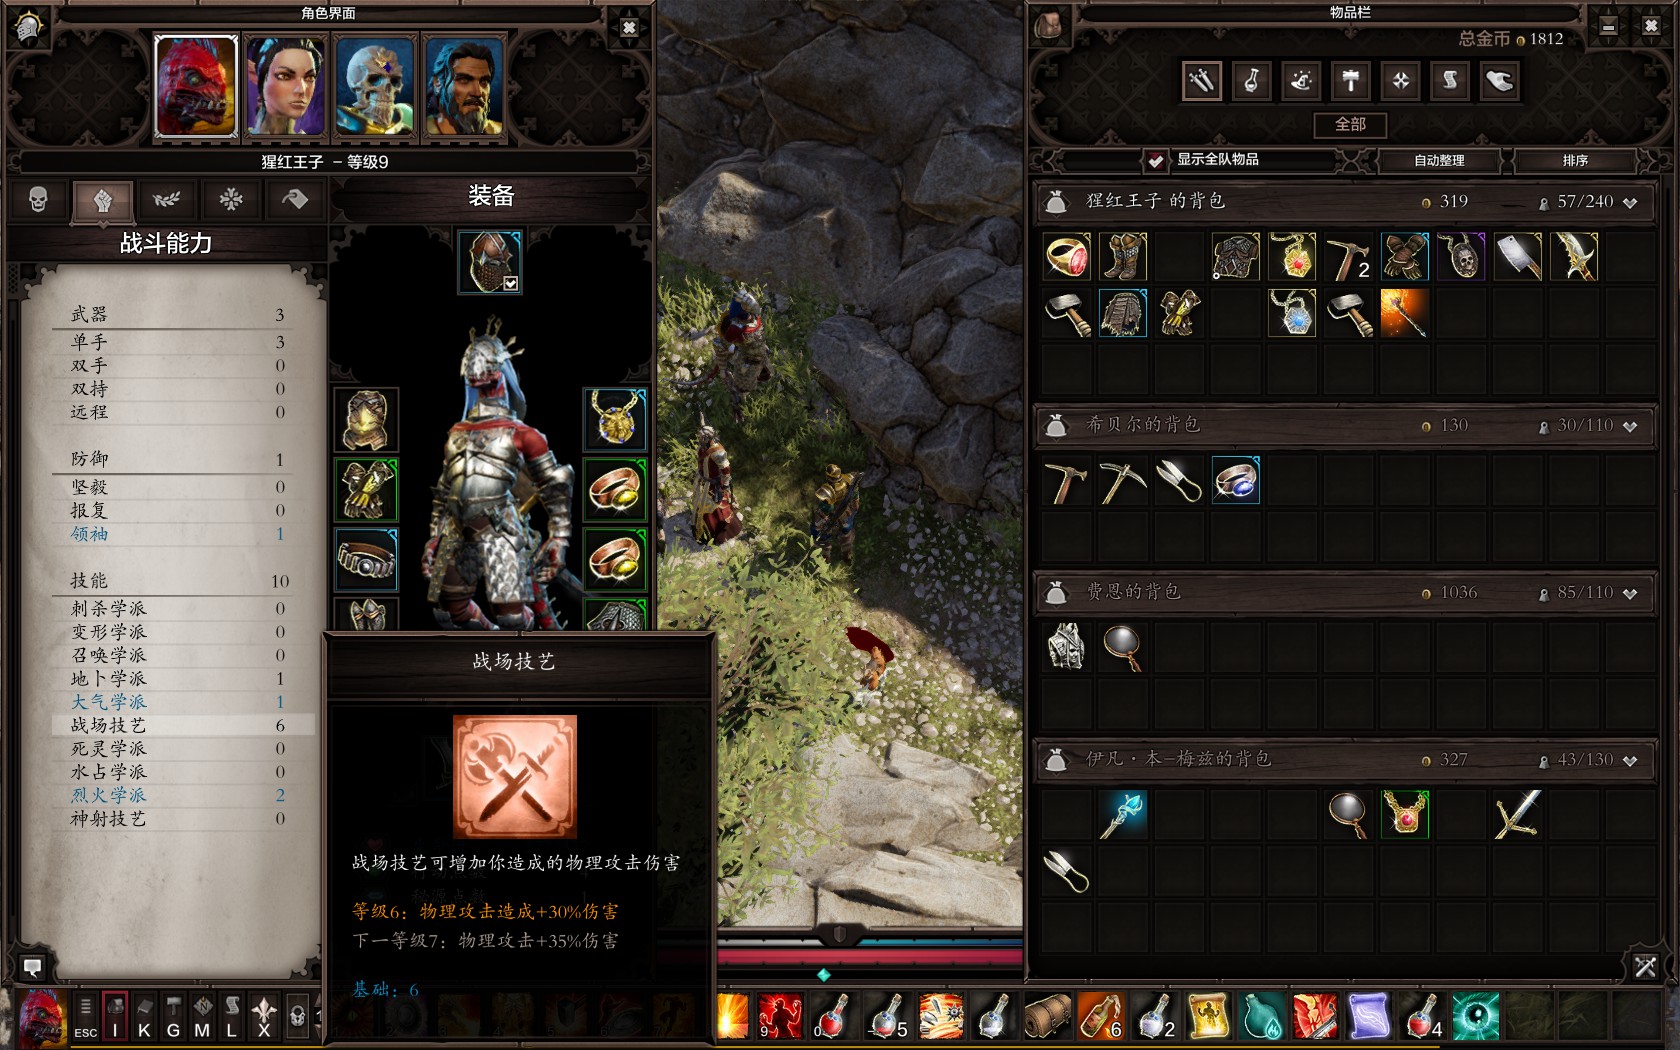 角色界面
猩红王子 - 等级9
战斗能力
装备
武器 3
单手 3
双手 0
双持 0
远程 0
防御 1
坚毅 0
报复 0
领袖 1
技能 10
刺杀学派 0
变形学派 0
召唤学派 0
地卜学派 1
大气学派 1
战场技艺 6
死灵学派 0
水占学派 0
烈火学派 2
神射技艺 0
战场技艺
战场技艺可增加你造成的物理攻击伤害
等级6: 物理攻击造成+30%伤害
下一等级7: 物理攻击+35%伤害
基础: 6
物品栏
总金币 1812
全部
显示全队物品
自动整理
排序
猩红王子 的背包 319 57/240
2
希贝尔的背包 130 30/110
费恩的背包 1036 85/110
伊凡·本-梅兹的背包 327 43/130
ESC I K G M L X
9 0 5 6 2 4